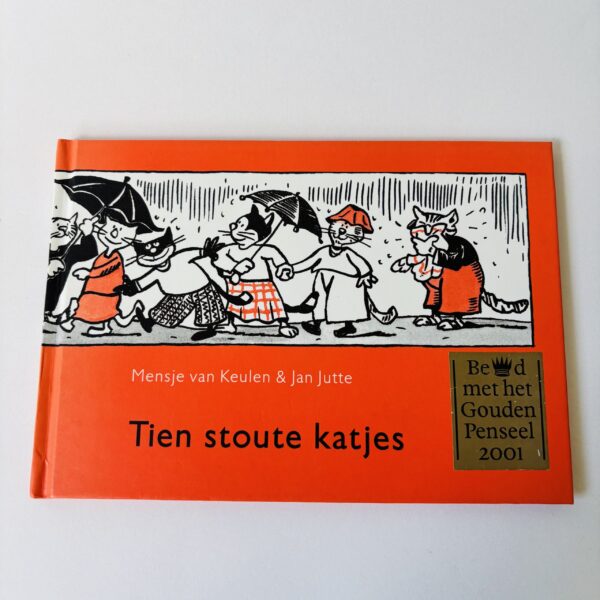 Mensje van Keulen & Jan Jutte
Tien stoute katjes
Be👑d
met het
Gouden
Penseel
2001